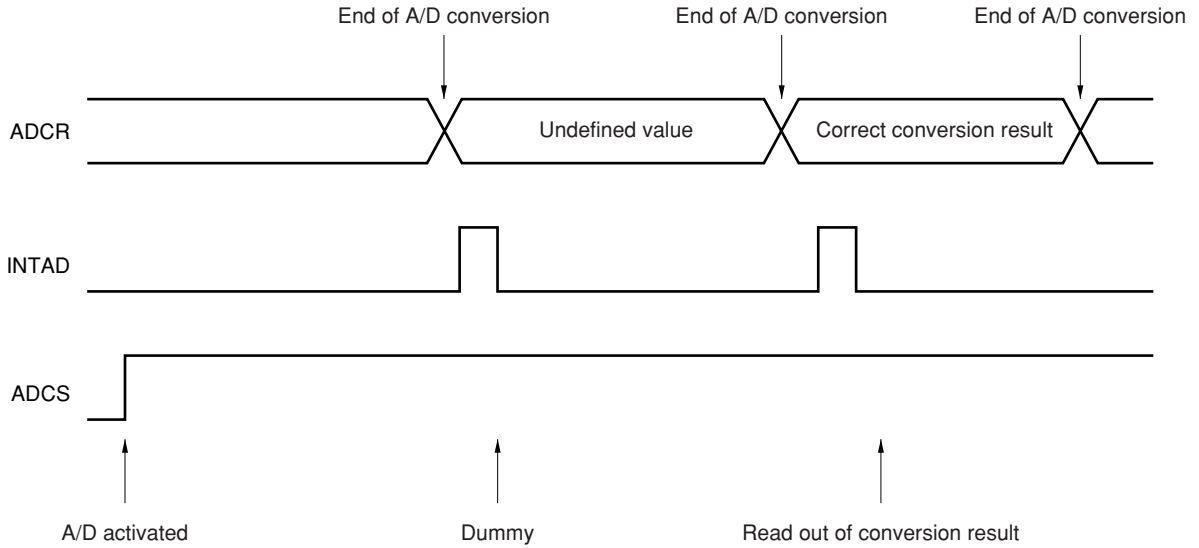 End of A/D conversion
End of A/D conversion
End of A/D conversion
ADCR
Undefined value
Correct conversion result
INTAD
ADCS
A/D activated
Dummy
Read out of conversion result